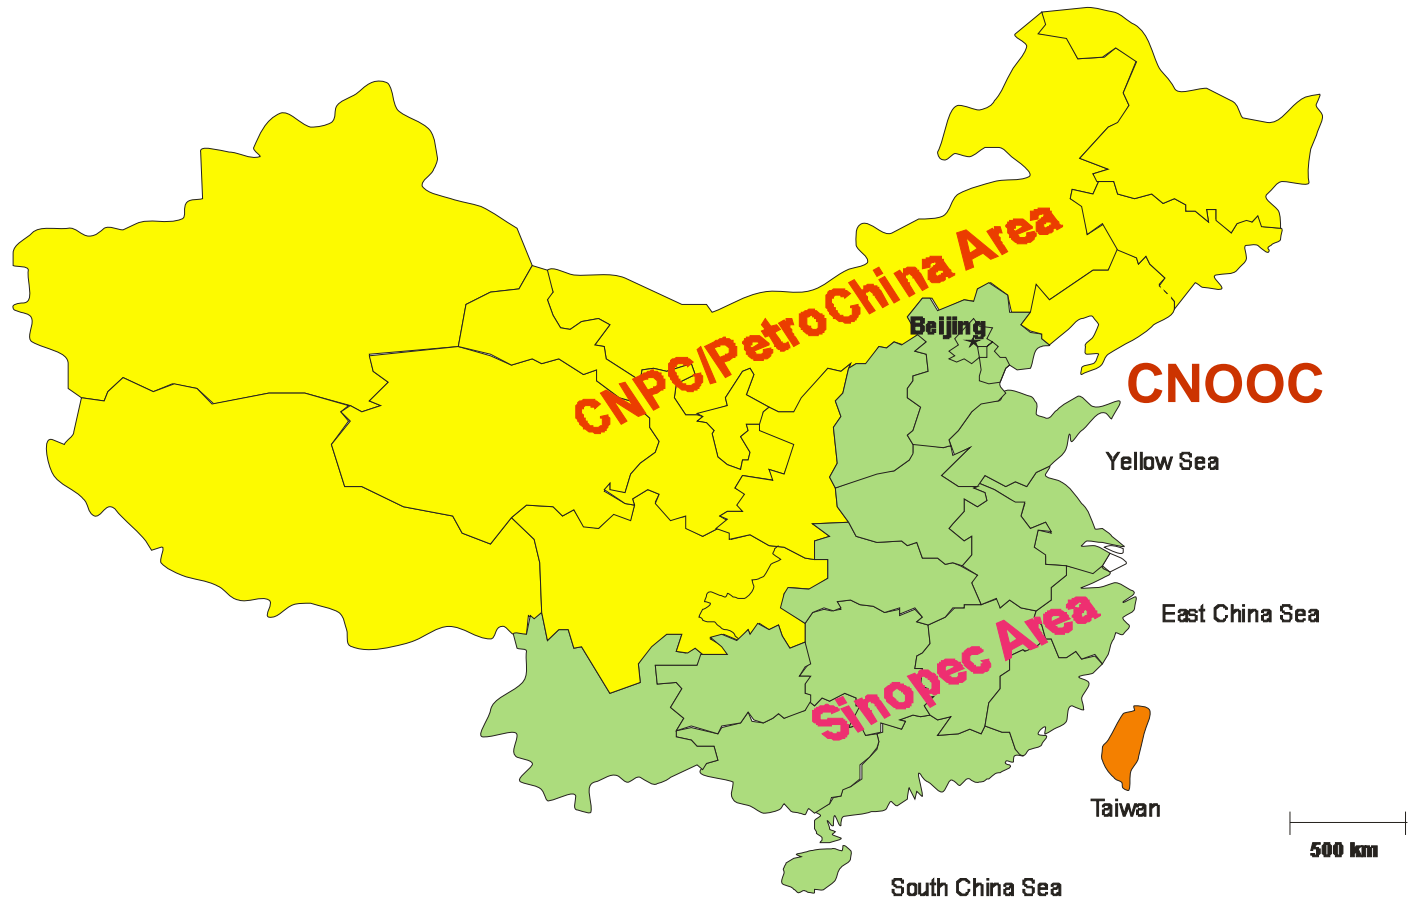 CNPC/PetroChina Area
Beijing
CNOOC
Yellow Sea
East China Sea
Sinopec Area
Taiwan
500 km
South China Sea